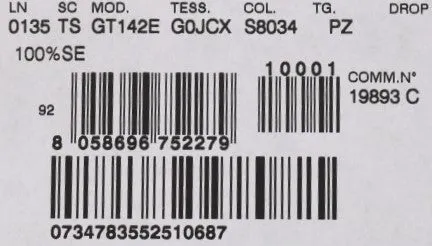 LN SC MOD. TESS. COL. TG. DROP
0135 TS GT142E G0JCX S8034 PZ
100%SE
10001
COMM.N°
19893 C
92
8 058696 752279
0734783552510687